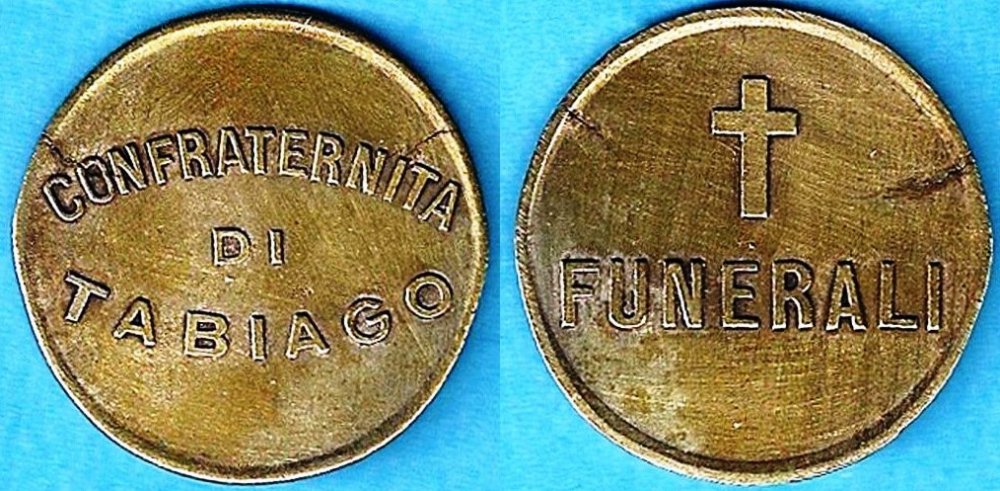 CONFRATERNITA
DI
TABIAGO
FUNERALI